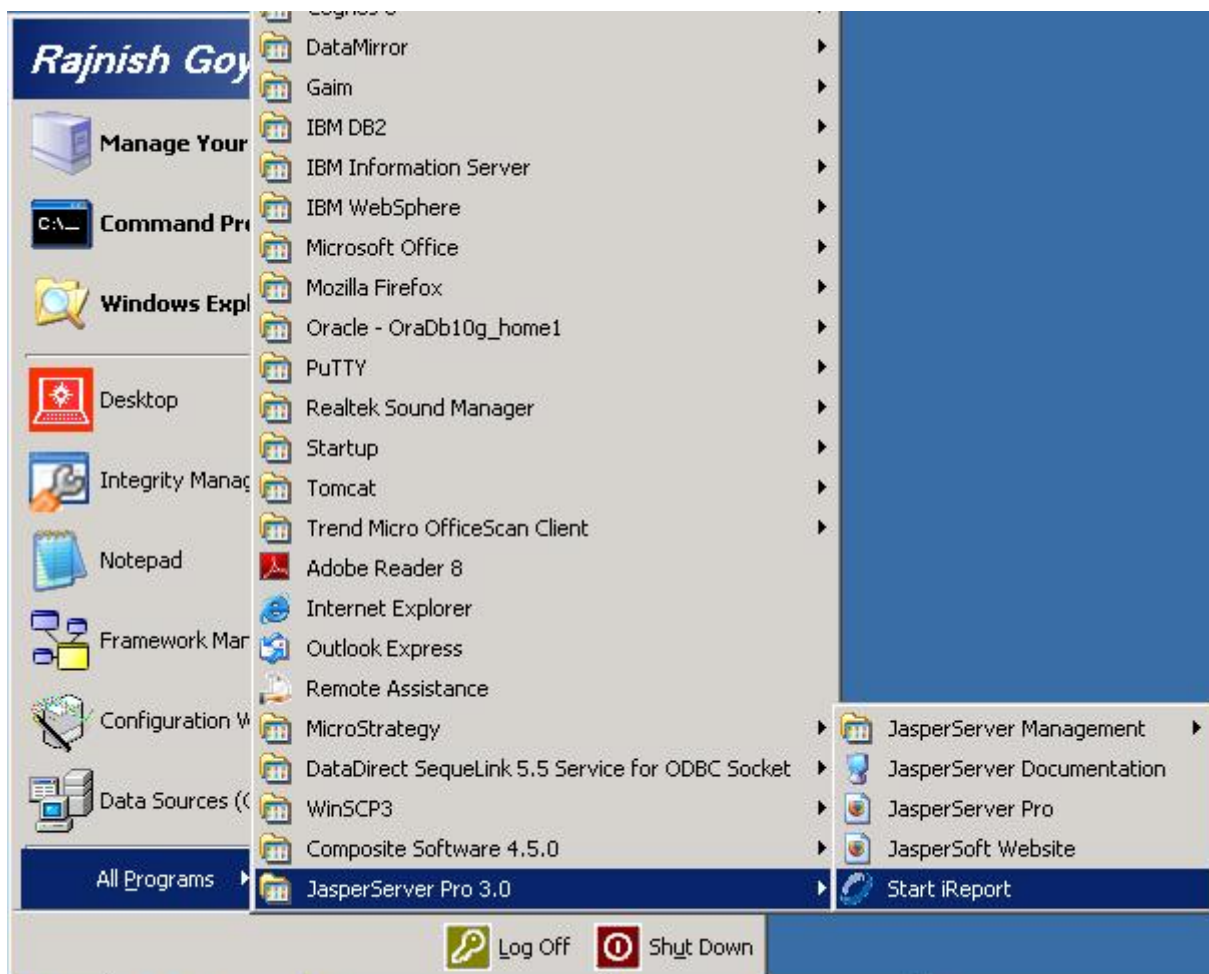 Rajnish Goy
Manage Your
Command Pro
Windows Expl
Desktop
Integrity Manag
Notepad
Framework Man
Configuration W
Data Sources (O
All Programs
DataMirror
Gaim
IBM DB2
IBM Information Server
IBM WebSphere
Microsoft Office
Mozilla Firefox
Oracle - OraDb10g_home1
PuTTY
Realtek Sound Manager
Startup
Tomcat
Trend Micro OfficeScan Client
Adobe Reader 8
Internet Explorer
Outlook Express
Remote Assistance
MicroStrategy
DataDirect SequeLink 5.5 Service for ODBC Socket
WinSCP3
Composite Software 4.5.0
JasperServer Pro 3.0
JasperServer Management
JasperServer Documentation
JasperServer Pro
JasperSoft Website
Start iReport
Log Off
Shut Down
C:\_